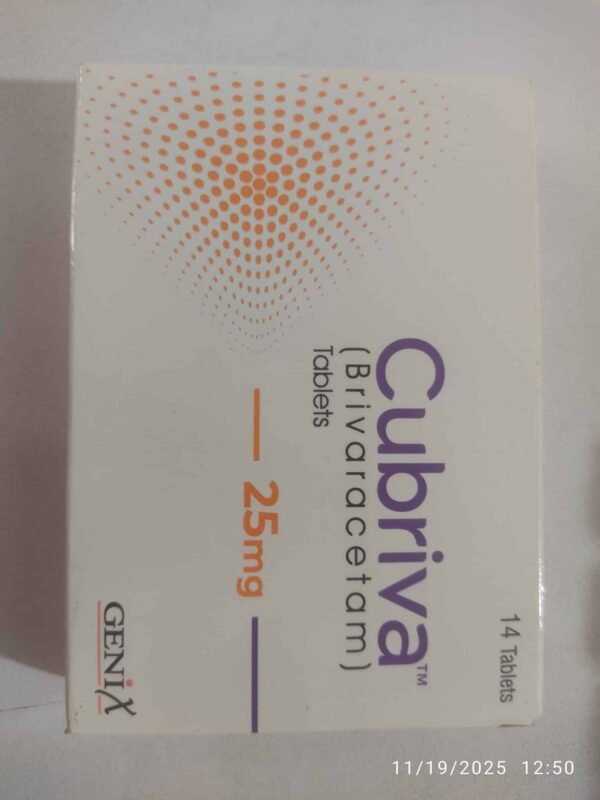 14 Tablets
Cubriva™
(Brivaracetam)
Tablets
25mg
GENiX
11/19/2025 12:50